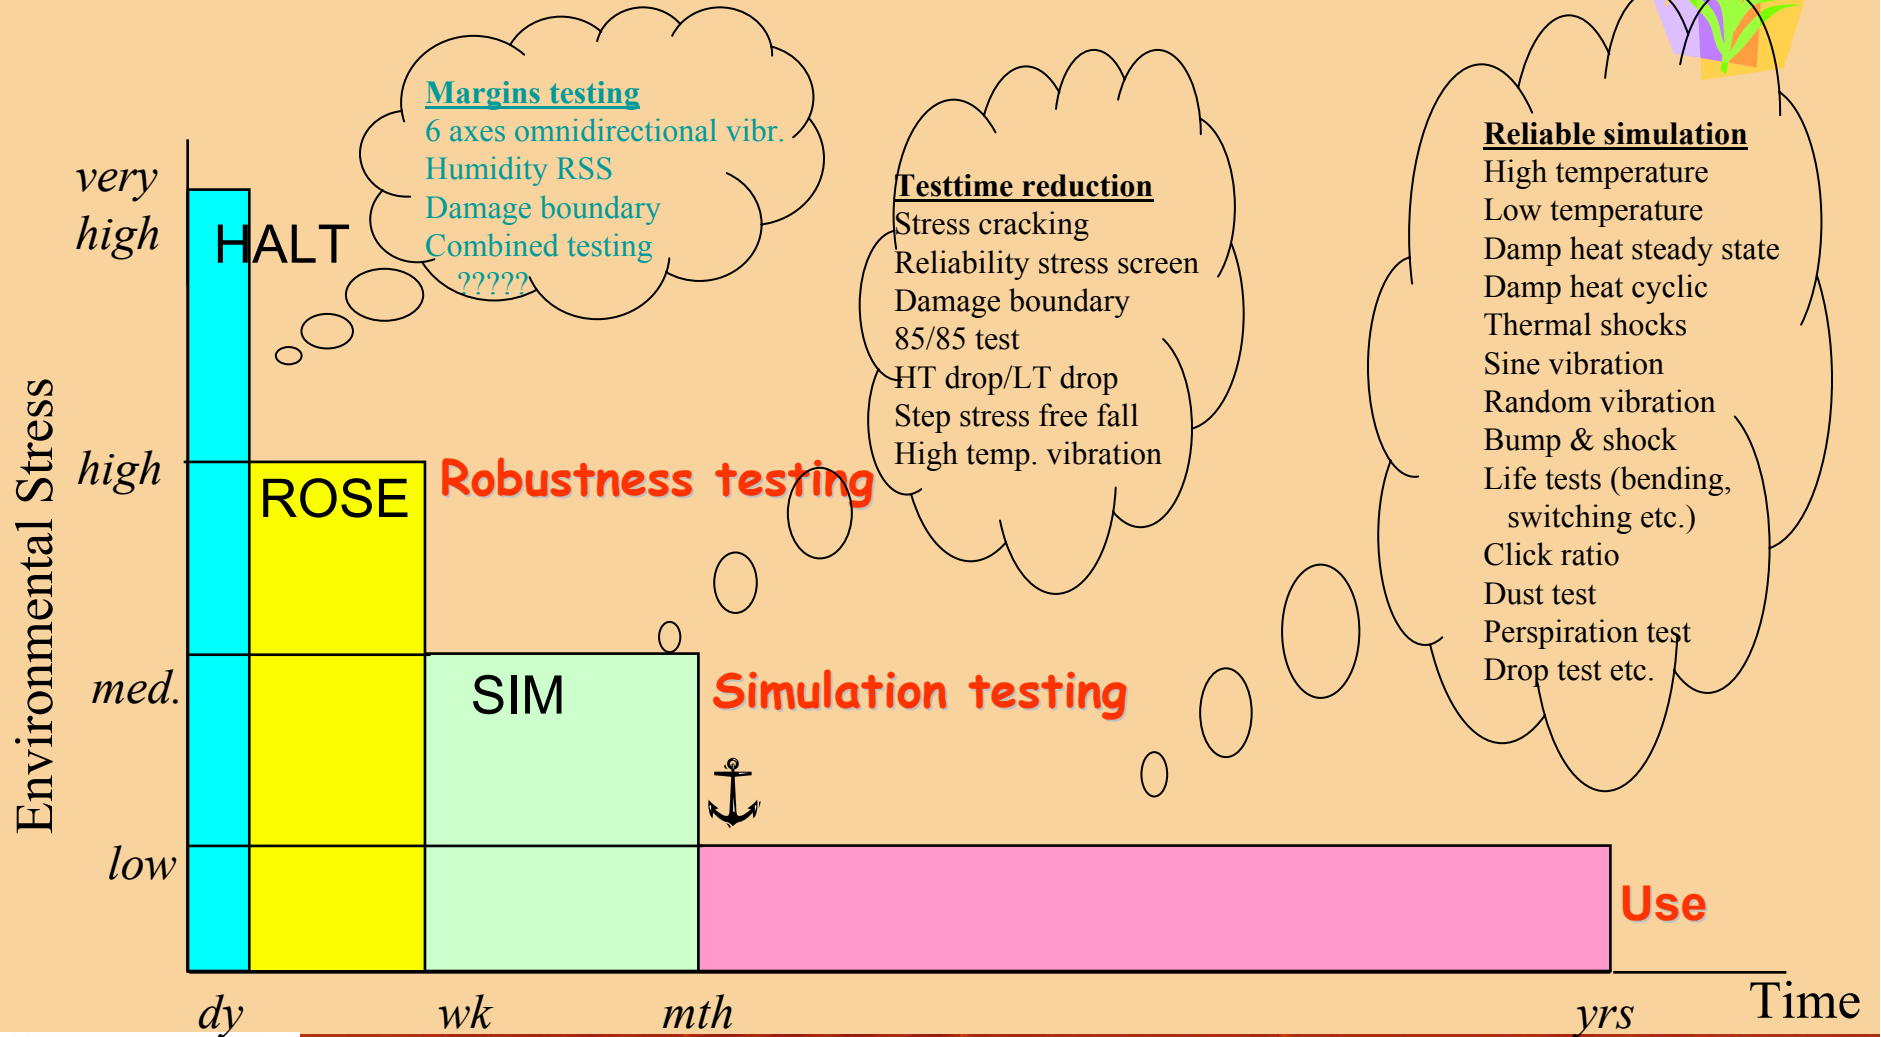 Margins testing
6 axes omnidirectional vibr.
Humidity RSS
Damage boundary
Combined testing
?????
Testtime reduction
Stress cracking
Reliability stress screen
Damage boundary
85/85 test
HT drop/LT drop
Step stress free fall
High temp. vibration
Reliable simulation
High temperature
Low temperature
Damp heat steady state
Damp heat cyclic
Thermal shocks
Sine vibration
Random vibration
Bump & shock
Life tests (bending,
switching etc.)
Click ratio
Dust test
Perspiration test
Drop test etc.
Environmental Stress
very
high
high
med.
low
HALT
ROSE
Robustness testing
SIM
Simulation testing
Use
dy
wk
mth
yrs
Time